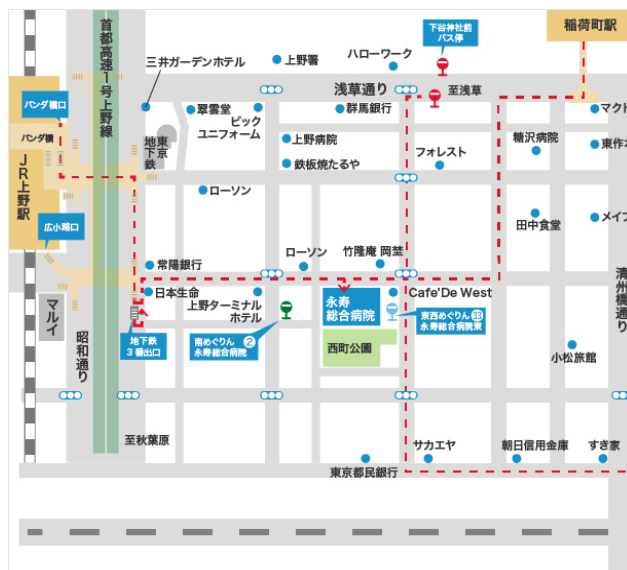 下谷神社前
バス停
稲荷町駅
首都高速1号上野線
三井ガーデンホテル
上野署
ハローワーク
浅草通り
至浅草
パンダ橋口
翠雲堂
ビック
ユニフォーム
群馬銀行
マクド
パンダ橋
東京
地下鉄
上野病院
糖沢病院
東作本
JR上野駅
鉄板焼たるや
フォレスト
ローソン
広小路口
田中食堂
メイフ
常陽銀行
ローソン
竹隆庵 岡埜
清州橋通り
マルイ
日本生命
上野ターミナル
ホテル
永寿
総合病院
Cafe'De West
東西めぐりん㉝
永寿総合病院東
昭和通り
地下鉄
3番出口
南めぐりん ②
永寿総合病院
西町公園
小松旅館
至秋葉原
サカエヤ
朝日信用金庫
すき家
東京都民銀行